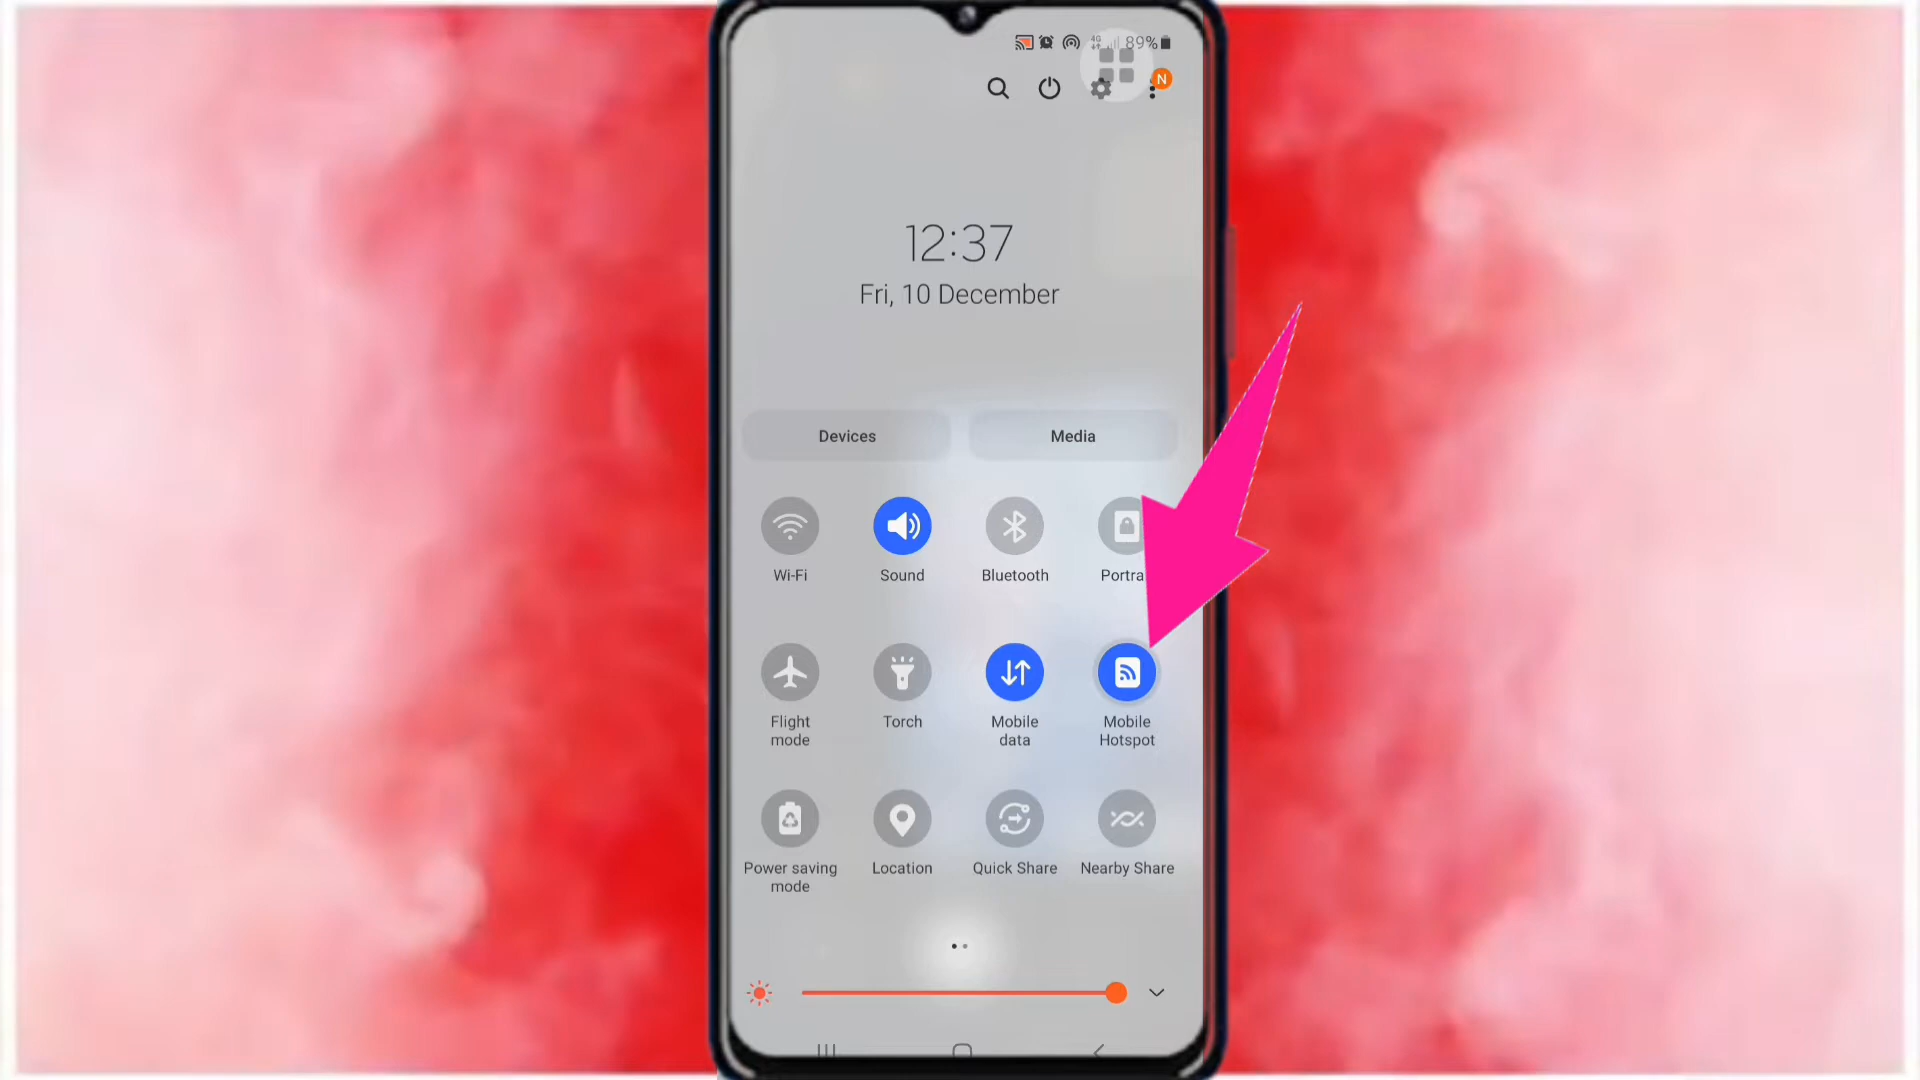 4G 89%
N
12:37
Fri, 10 December
Devices Media
Wi-Fi Sound Bluetooth Portra
Flight
mode
Torch
Mobile
data
Mobile
Hotspot
Power saving
mode
Location
Quick Share
Nearby Share